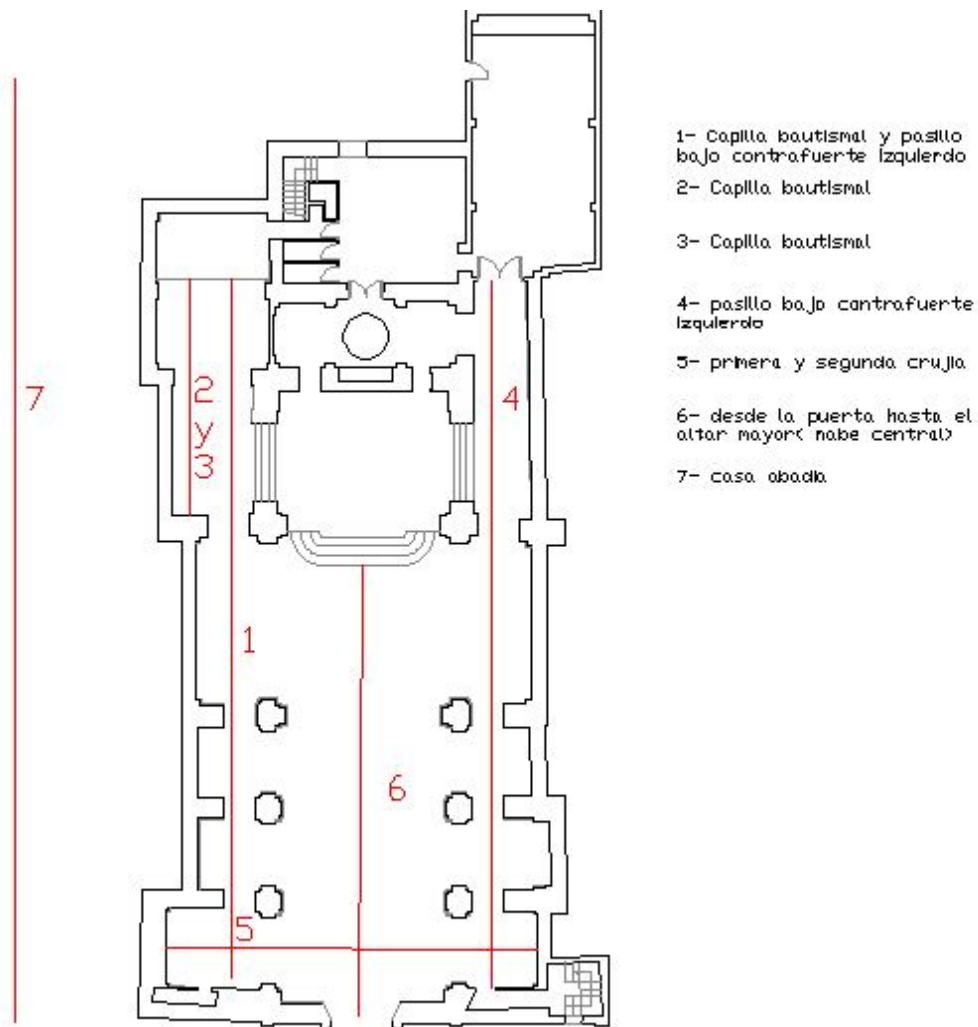 1- Capilla bautismal y pasillo
bajo contrafuerte izquierdo
2- Capilla bautismal
3- Capilla bautismal
4- pasillo bajo contrafuerte
izquierdo
5- primera y segunda crujia
6- desde la puerta hasta el
altar mayor( nabe central)
7- casa abadia
7
2
y
3
4
1
6
5